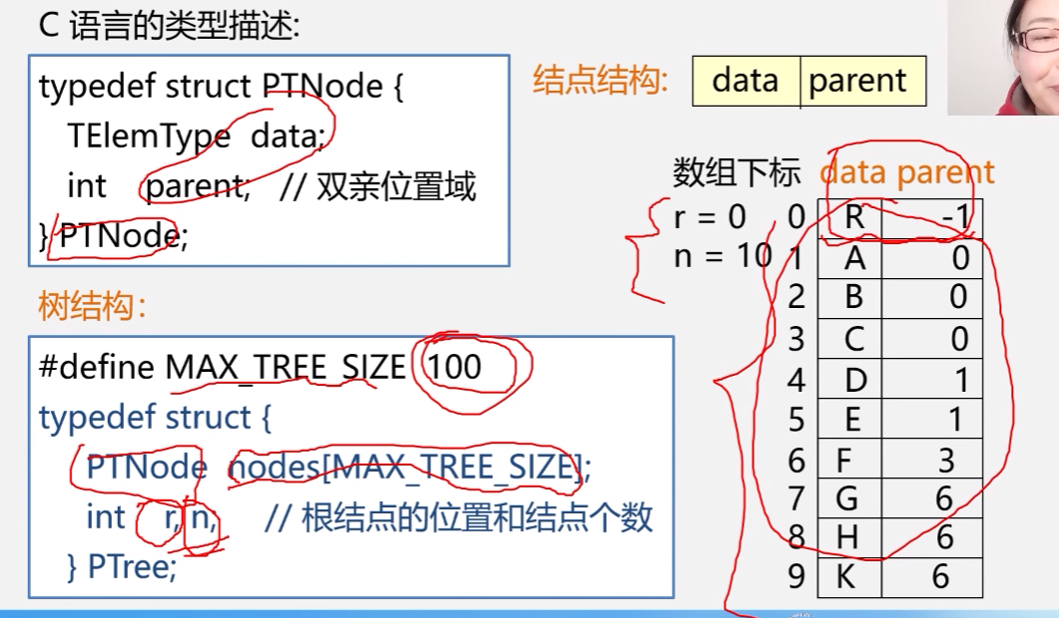 C 语言的类型描述:
typedef struct PTNode {
TElemType data;
int parent; // 双亲位置域
} PTNode;
结点结构: data parent
树结构：
#define MAX_TREE_SIZE 100
typedef struct {
PTNode nodes[MAX_TREE_SIZE];
int r, n; // 根结点的位置和结点个数
} PTree;
数组下标 data parent
r = 0 0 R -1
n = 10 1 A 0
2 B 0
3 C 0
4 D 1
5 E 1
6 F 3
7 G 6
8 H 6
9 K 6